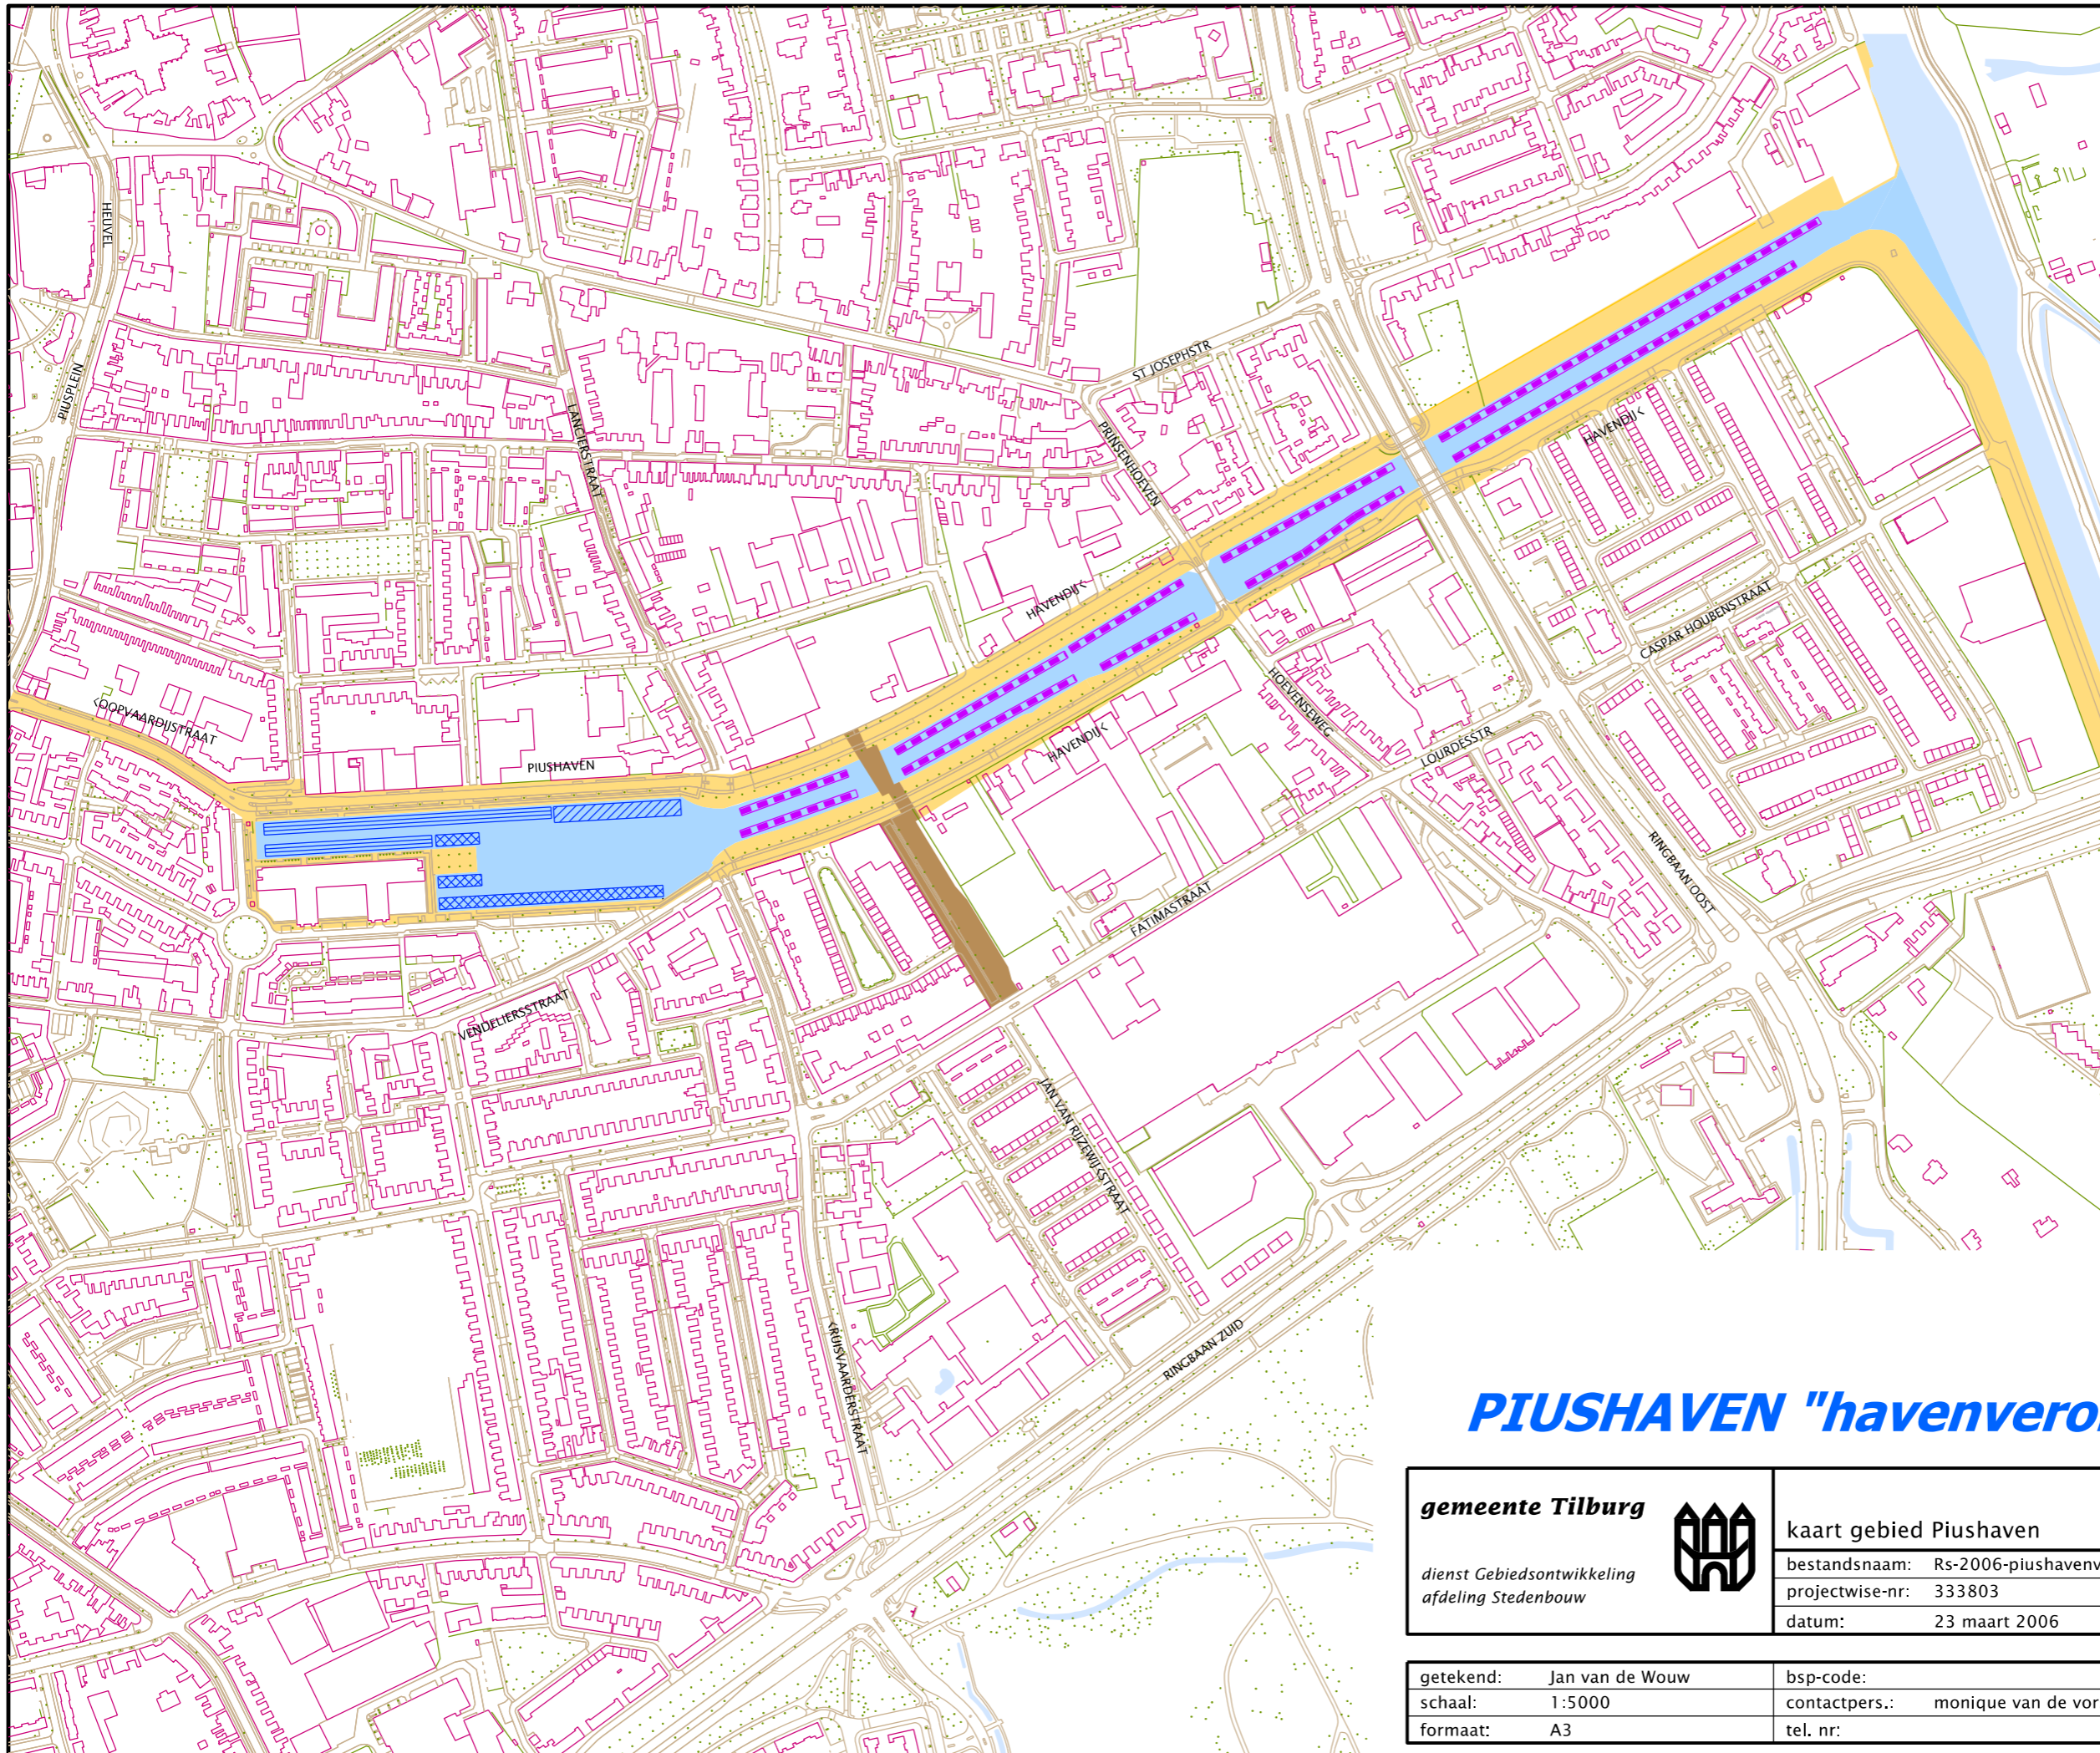 HEUVEL
PIUSPLEIN
LANCIERSTRAAT
ST JOSEPHSTR
PRINSENHOEVEN
HAVENDIJK
HAVENDIJK
HAVENDIJK
CASPAR HOUBENSTRAAT
KOOPVAARDIJSTRAAT
PIUSHAVEN
HOEVENSEWEG
LOURDESSTR
RINGBAAN OOST
FATIMASTRAAT
VENDELIERSSTRAAT
JAN VAN RIJZEWIJKSTRAAT
KRUISVAARDERSTRAAT
RINGBAAN ZUID
PIUSHAVEN "havenvero
gemeente Tilburg
dienst Gebiedsontwikkeling
afdeling Stedenbouw
kaart gebied Piushaven
bestandsnaam: Rs-2006-piushavenv
projectwise-nr: 333803
datum: 23 maart 2006
getekend: Jan van de Wouw
bsp-code:
schaal: 1:5000
contactpers.: monique van de vor
formaat: A3
tel. nr: